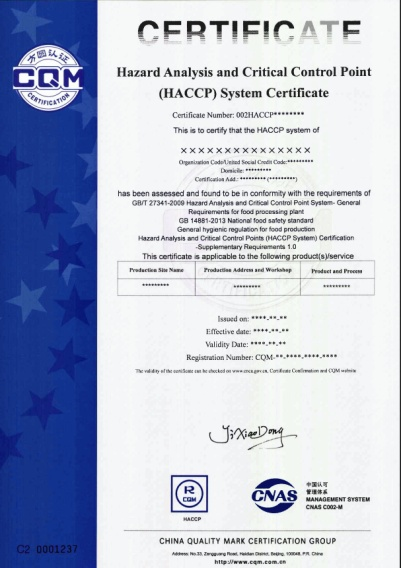 CERTIFICATE
方圆认证
CQM
CERTIFICATION
Hazard Analysis and Critical Control Point
(HACCP) System Certificate
Certificate Number: 002HACCP********
This is to certify that the HACCP system of
××××××××××××××××
Organization Code/United Social Credit Code:*********
Domicile: *********
Certification Add.: ********* (*********)
has been assessed and found to be in conformity with the requirements of
GB/T 27341-2009 Hazard Analysis and Critical Control Point System- General
Requirements for food processing plant
GB 14881-2013 National food safety standard
General hygienic regulation for food production
Hazard Analysis and Critical Control Points (HACCP System) Certification
-Supplementary Requirements 1.0
This certificate is applicable to the following product(s)/service
Production Site Name Production Address and Workshop Product and Process
********* ********* *********
Issued on: ****.**.**
Effective date: ****.**.**
Validity Date: ****.**.**
Registration Number: CQM-**-****-****-****
The validity of the certificate can be checked on www.cnca.gov.cn, Certificate Confirmation and CQM website
Ji XiaoDong
R
CQM
HACCP
CNAS
中国认可
管理体系
MANAGEMENT SYSTEM
CNAS C002-M
C2 0001237
CHINA QUALITY MARK CERTIFICATION GROUP
Address: No.33, Zengguang Road, Haidian District, Beijing, 100048, P.R. China
http://www.cqm.com.cn